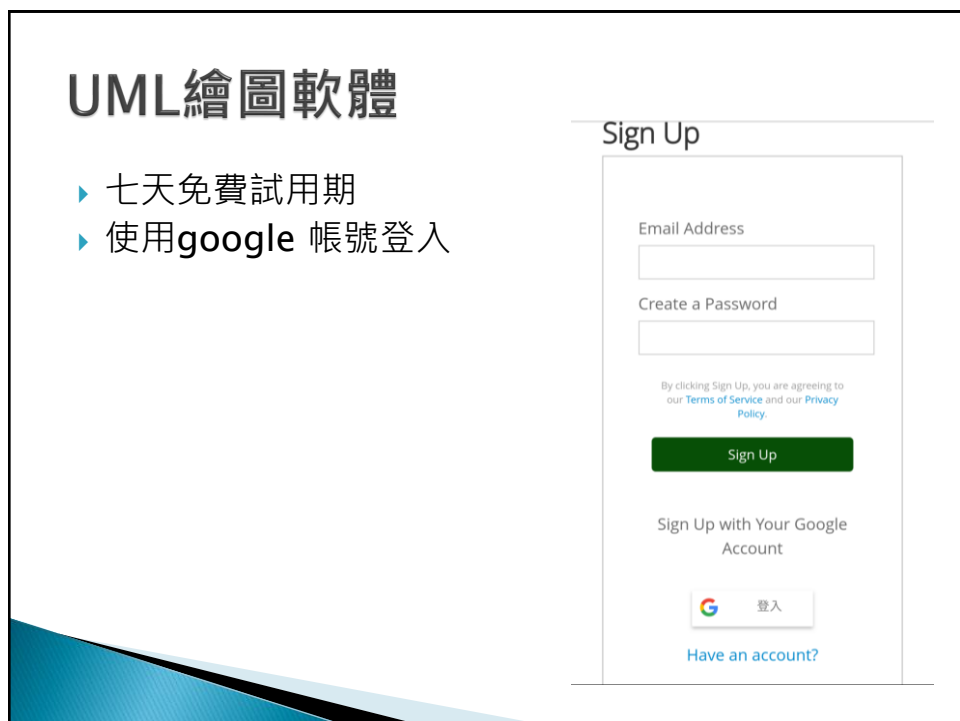 UML繪圖軟體
七天免費試用期
使用google 帳號登入
Sign Up
Email Address
Create a Password
By clicking Sign Up, you are agreeing to
our Terms of Service and our Privacy
Policy.
Sign Up
Sign Up with Your Google
Account
登入
Have an account?